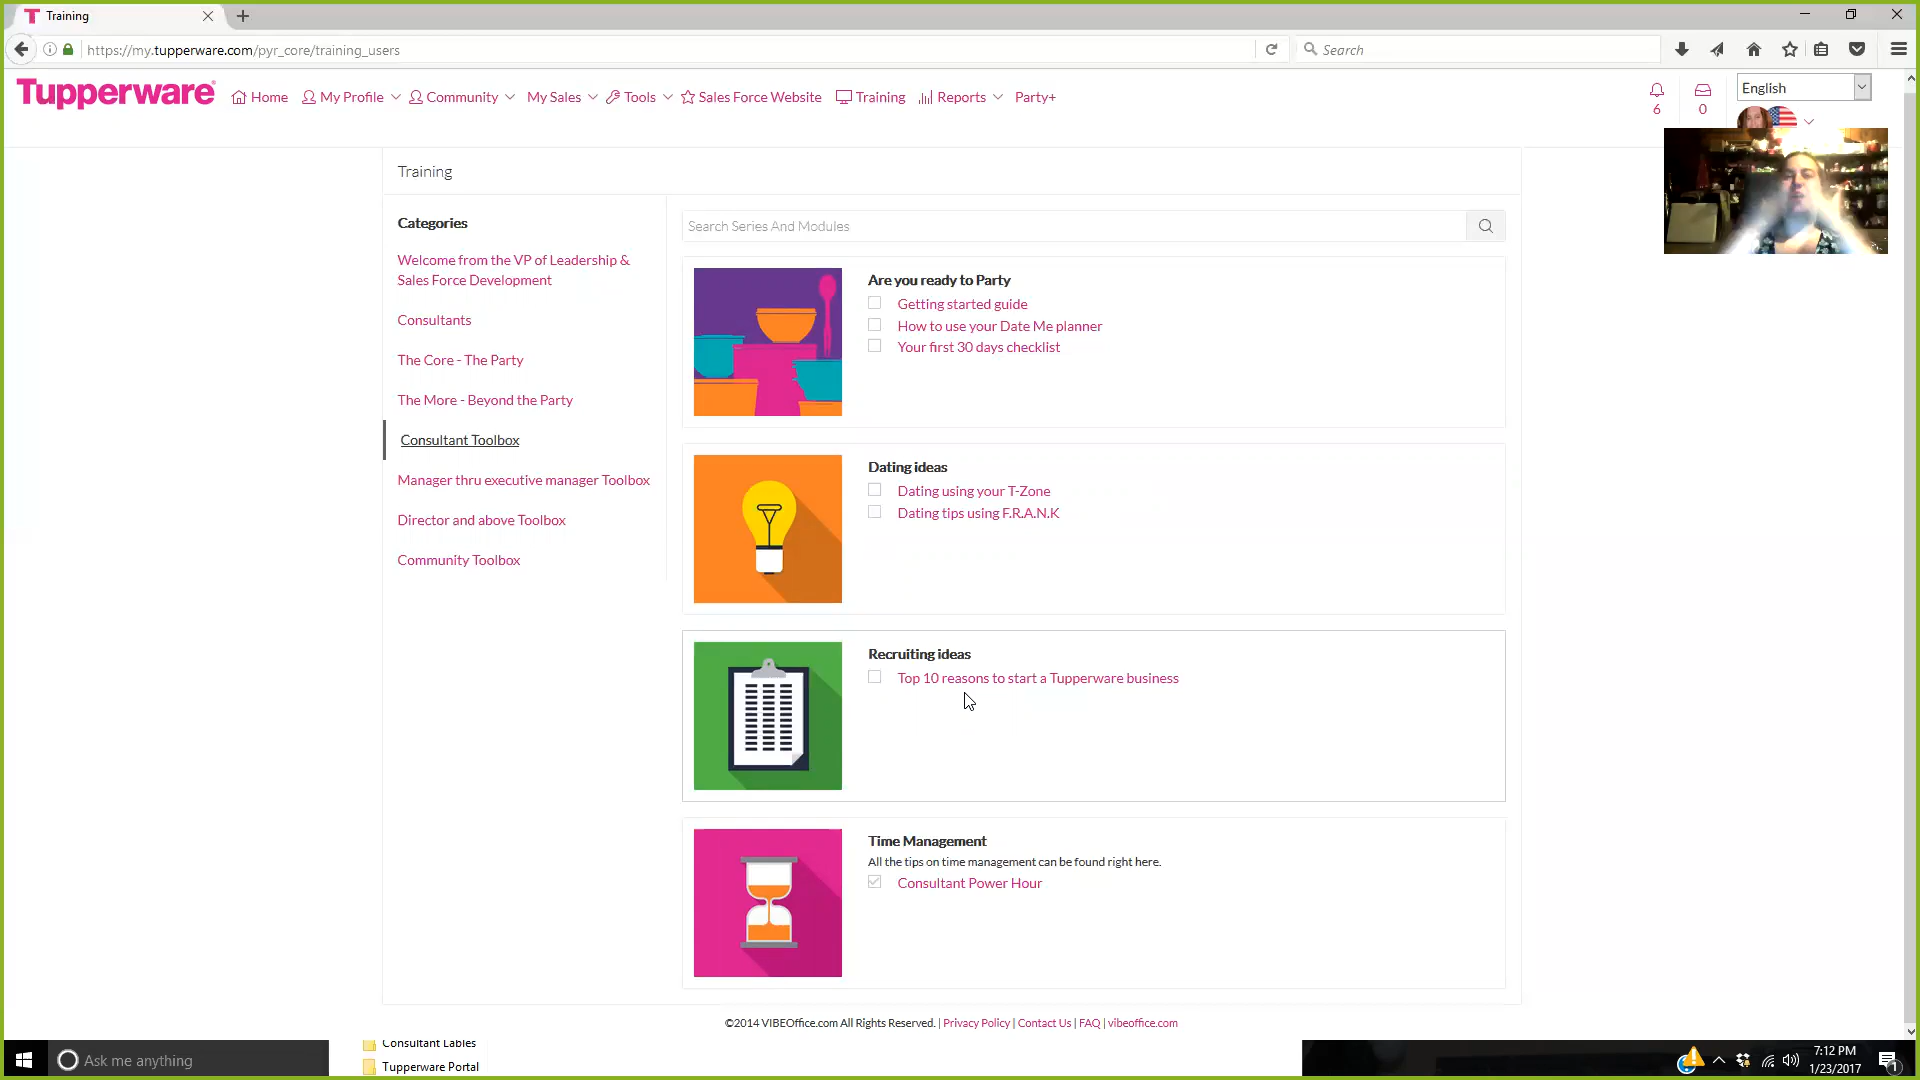 Training
https://my.tupperware.com/pyr_core/training_users
Search
Tupperware®
Home
My Profile
Community
My Sales
Tools
Sales Force Website
Training
Reports
Party+
6
0
English
Training
Categories
Welcome from the VP of Leadership &
Sales Force Development
Consultants
The Core - The Party
The More - Beyond the Party
Consultant Toolbox
Manager thru executive manager Toolbox
Director and above Toolbox
Community Toolbox
Search Series And Modules
Are you ready to Party
Getting started guide
How to use your Date Me planner
Your first 30 days checklist
Dating ideas
Dating using your T-Zone
Dating tips using F.R.A.N.K
Recruiting ideas
Top 10 reasons to start a Tupperware business
Time Management
All the tips on time management can be found right here.
Consultant Power Hour
©2014 VIBEOffice.com All Rights Reserved. | Privacy Policy | Contact Us | FAQ | vibeoffice.com
Consultant Lables
Tupperware Portal
Ask me anything
7:12 PM
1/23/2017
1